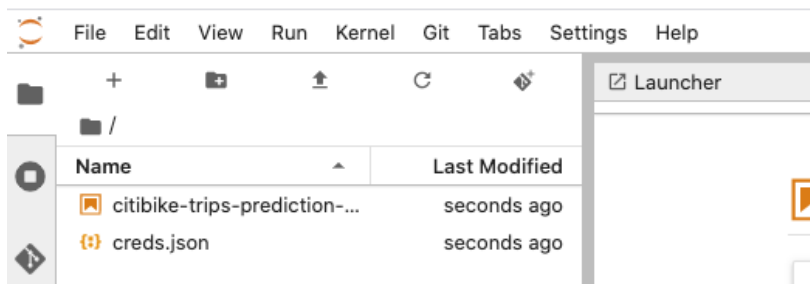 File Edit View Run Kernel Git Tabs Settings Help
Launcher
/
Name Last Modified
citibike-trips-prediction-... seconds ago
creds.json seconds ago